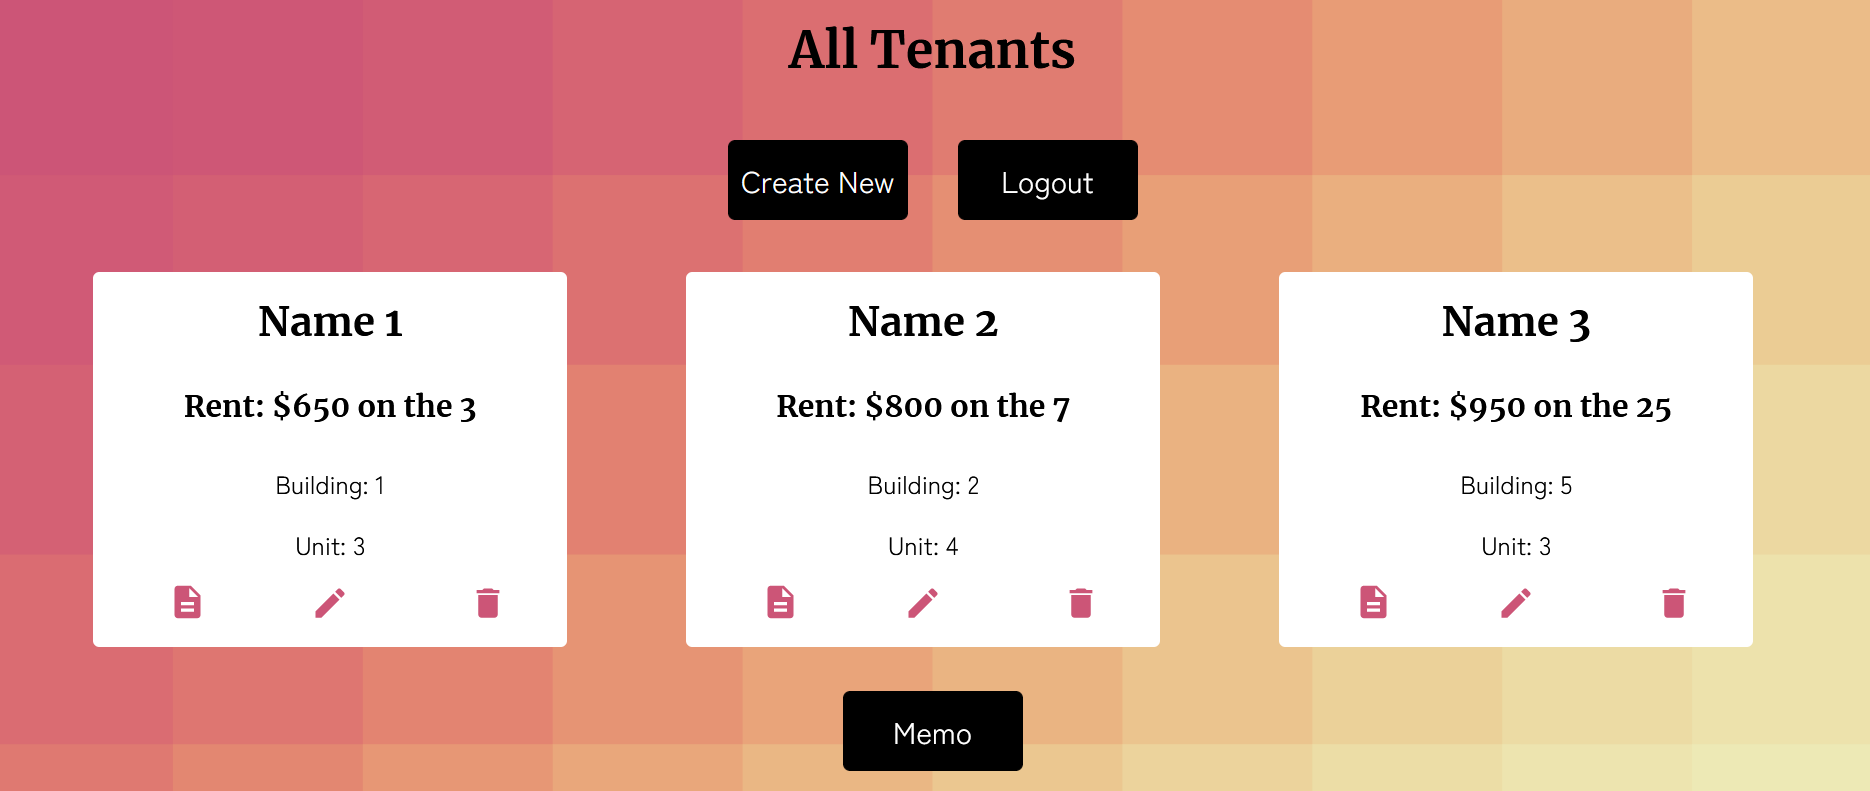 All Tenants
Create New
Logout
Name 1
Rent: $650 on the 3
Building: 1
Unit: 3
Name 2
Rent: $800 on the 7
Building: 2
Unit: 4
Name 3
Rent: $950 on the 25
Building: 5
Unit: 3
Memo